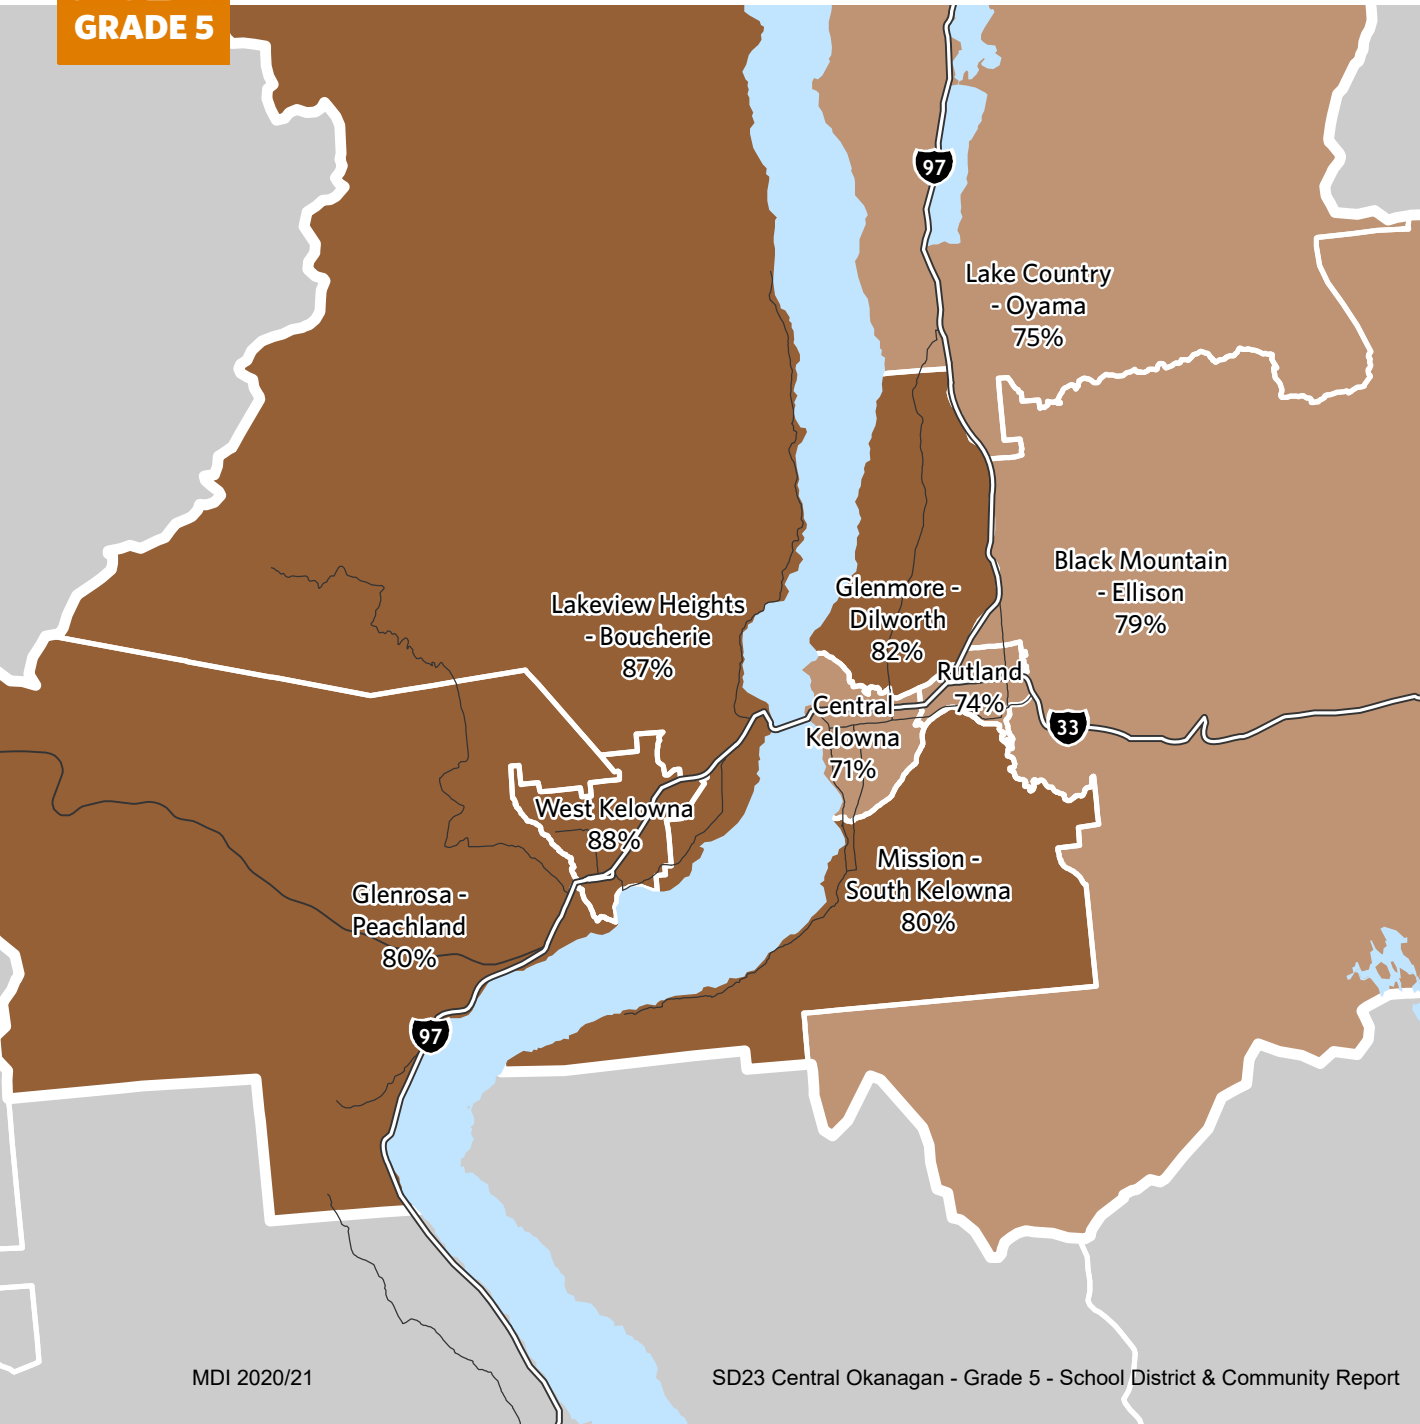 GRADE 5
97
Lake Country
- Oyama
75%
Black Mountain
- Ellison
79%
Lakeview Heights
- Boucherie
87%
Glenmore -
Dilworth
82%
Rutland
74%
Central
Kelowna
71%
33
West Kelowna
88%
Mission -
South Kelowna
80%
Glenrosa -
Peachland
80%
97
MDI 2020/21
SD23 Central Okanagan - Grade 5 - School District & Community Report